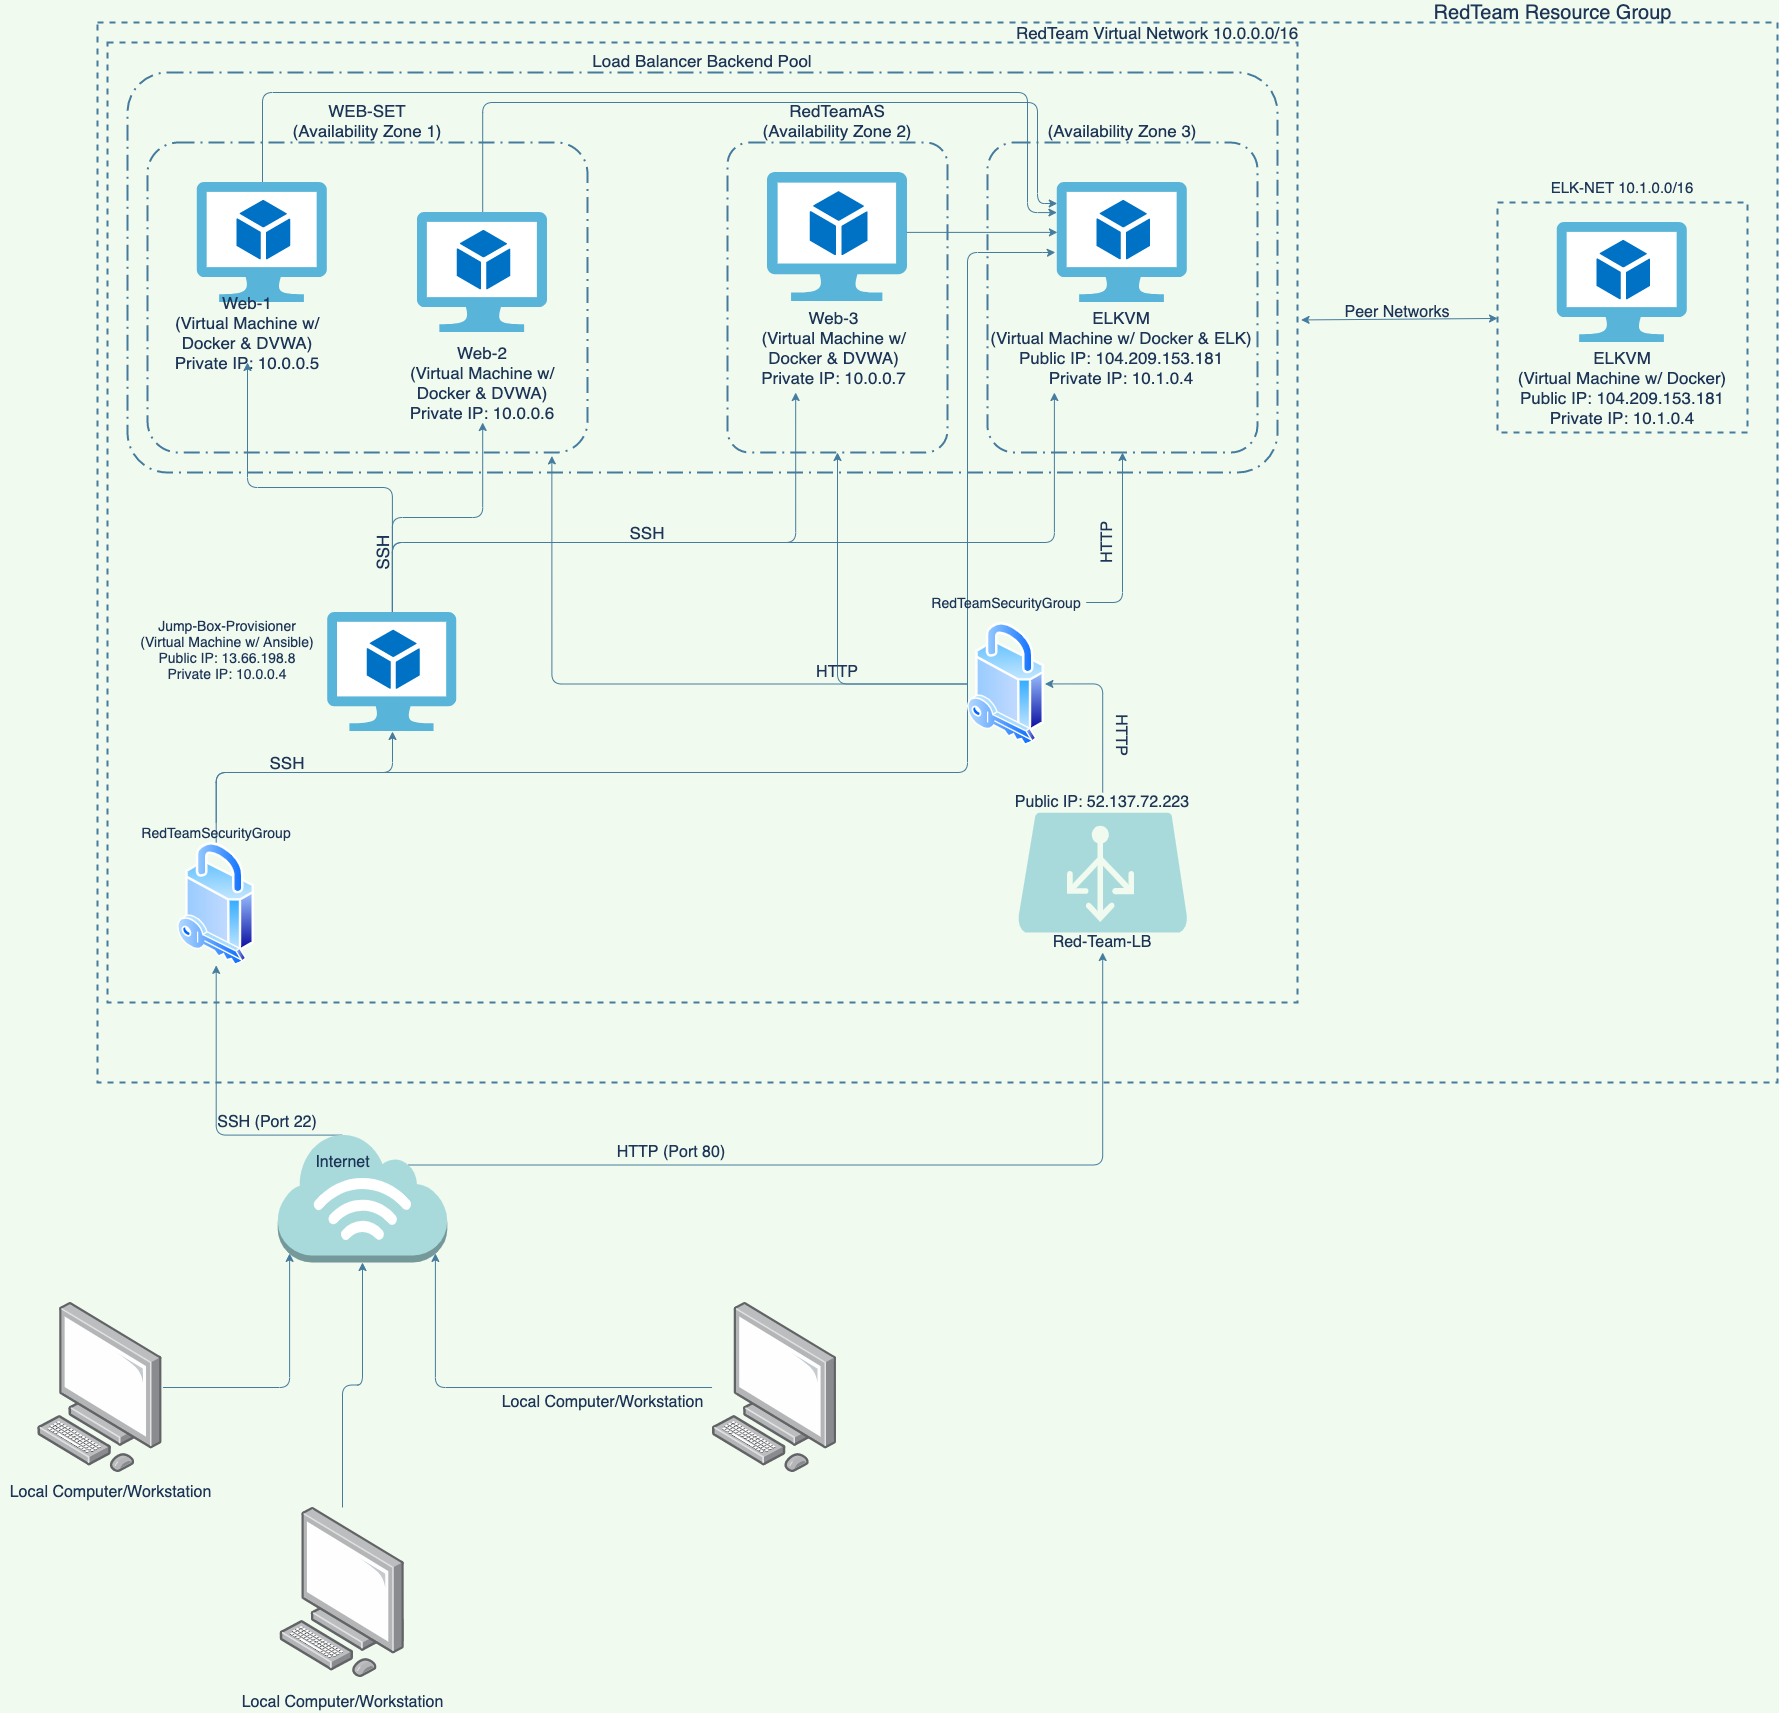 RedTeam Resource Group
RedTeam Virtual Network 10.0.0.0/16
Load Balancer Backend Pool
WEB-SET
(Availability Zone 1)
RedTeamAS
(Availability Zone 2)
(Availability Zone 3)
ELK-NET 10.1.0.0/16
Web-1
(Virtual Machine w/
Docker & DVWA)
Private IP: 10.0.0.5
Web-2
(Virtual Machine w/
Docker & DVWA)
Private IP: 10.0.0.6
Web-3
(Virtual Machine w/
Docker & DVWA)
Private IP: 10.0.0.7
ELKVM
(Virtual Machine w/ Docker & ELK)
Public IP: 104.209.153.181
Private IP: 10.1.0.4
Peer Networks
ELKVM
(Virtual Machine w/ Docker)
Public IP: 104.209.153.181
Private IP: 10.1.0.4
SSH
SSH
HTTP
RedTeamSecurityGroup
Jump-Box-Provisioner
(Virtual Machine w/ Ansible)
Public IP: 13.66.198.8
Private IP: 10.0.0.4
HTTP
HTTP
SSH
Public IP: 52.137.72.223
RedTeamSecurityGroup
Red-Team-LB
SSH (Port 22)
HTTP (Port 80)
Internet
Local Computer/Workstation
Local Computer/Workstation
Local Computer/Workstation